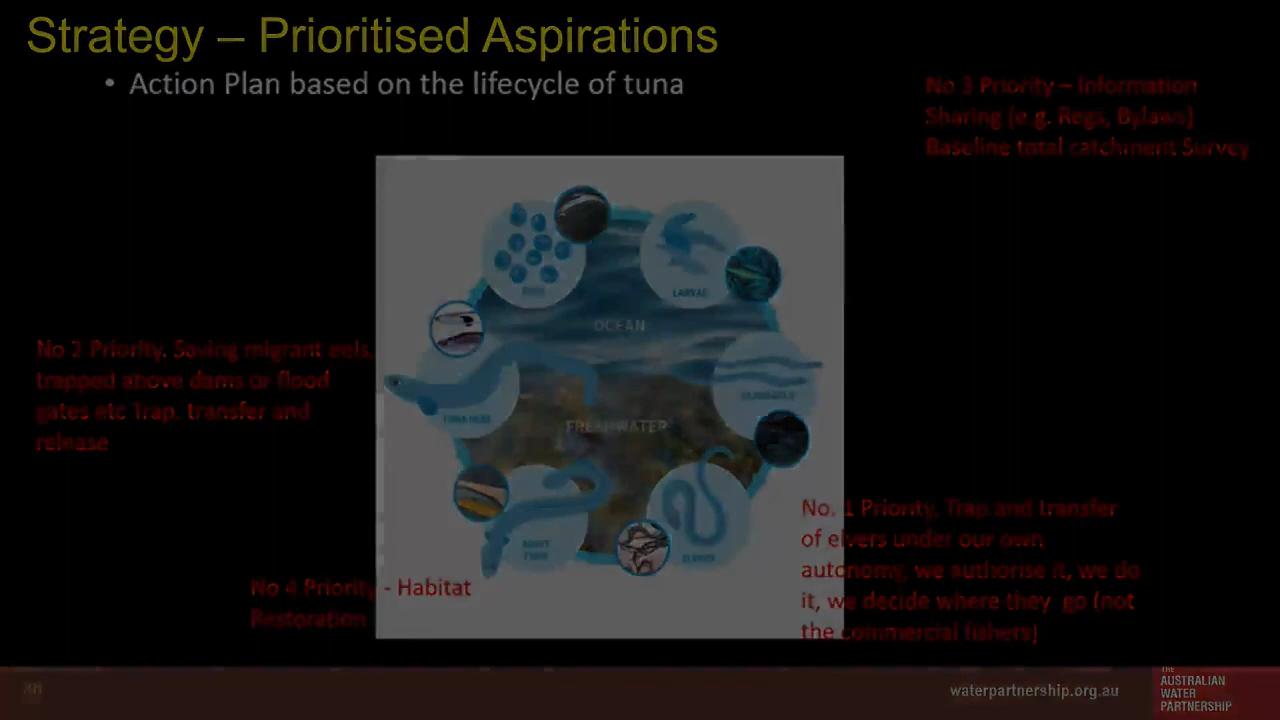 Strategy – Prioritised Aspirations
• Action Plan based on the lifecycle of tuna
No 3 Priority – Information
Sharing (e.g. Regs, Bylaws)
Baseline total catchment Survey
LARVAE
OCEAN
No 2 Priority. Saving migrant eels,
trapped above dams or flood
gates etc Trap, transfer and
release
FRESHWATER
No. 1 Priority. Trap and transfer
of elvers under our own
autonomy, we authorise it, we do
it, we decide where they go (not
the commercial fishers)
No 4 Priority - Habitat
Restoration
waterpartnership.org.au
THE
AUSTRALIAN
WATER
PARTNERSHIP